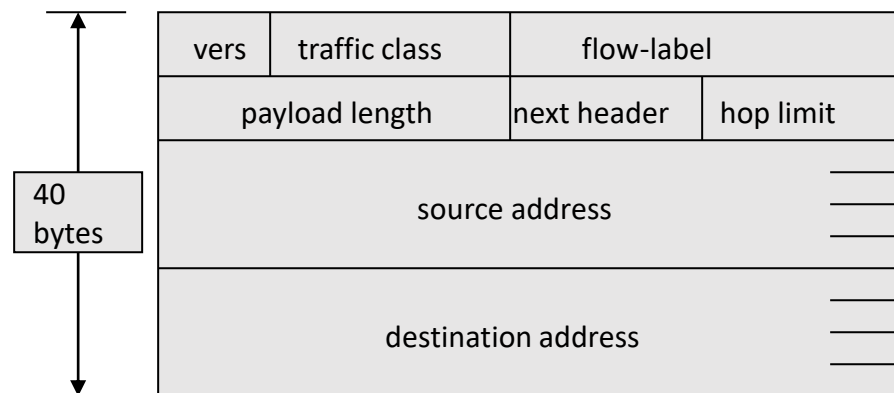 vers traffic class flow-label
payload length next header hop limit
40
bytes
source address
destination address